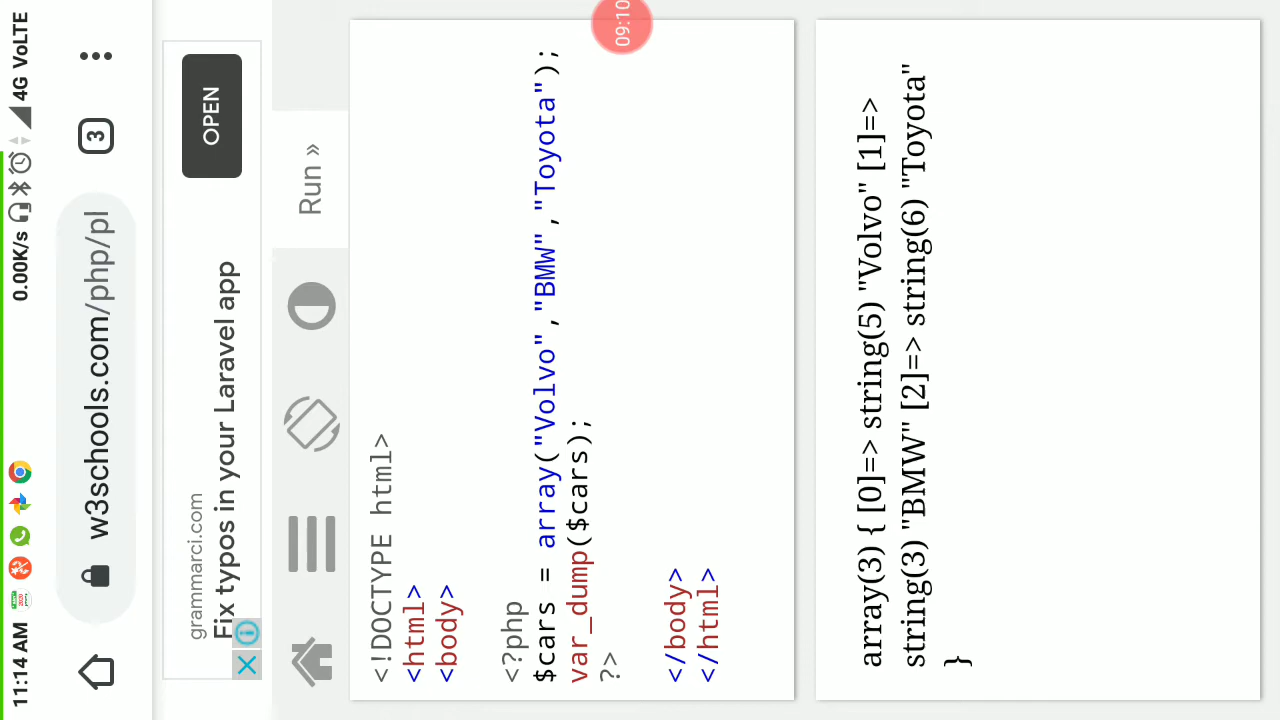 11:14 AM
0.00K/s
4G VoLTE
w3schools.com/php/pl
3
grammarci.com
Fix typos in your Laravel app
OPEN
Run »
09:10
<!DOCTYPE html>
<html>
<body>
<?php
$cars = array("Volvo","BMW","Toyota");
var_dump($cars);
?>
</body>
</html>
array(3) { [0]=> string(5) "Volvo" [1]=>
string(3) "BMW" [2]=> string(6) "Toyota"
}